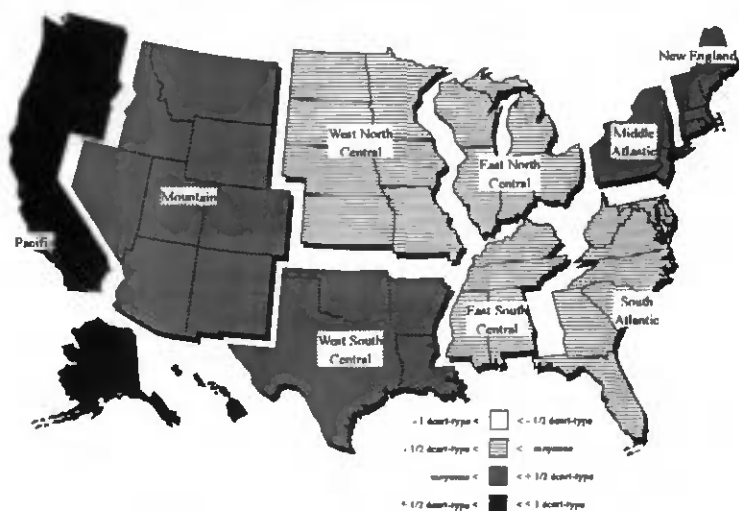 New England
West North
Central
Middle
Atlantic
East North
Central
Mountain
Pacifi
East South
Central
South
Atlantic
West South
Central
- 1 écart-type < < - 1/2 écart-type
- 1/2 écart-type < < moyenne
moyenne < < + 1/2 écart-type
+ 1/2 écart-type < < 1 écart-type